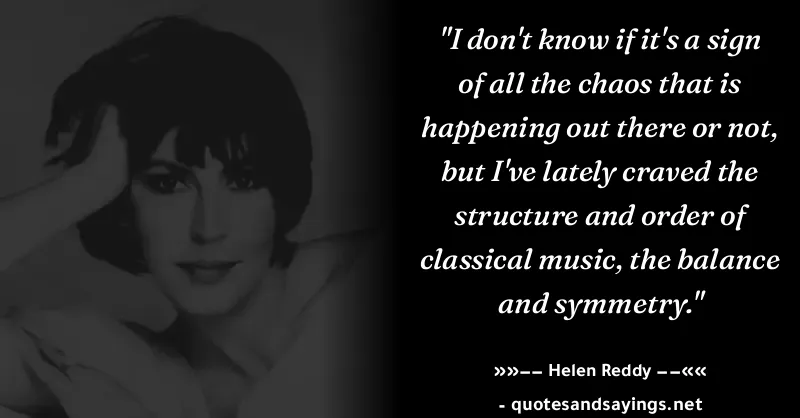 "I don't know if it's a sign
of all the chaos that is
happening out there or not,
but I've lately craved the
structure and order of
classical music, the balance
and symmetry."
»»−− Helen Reddy −−««
- quotesandsayings.net